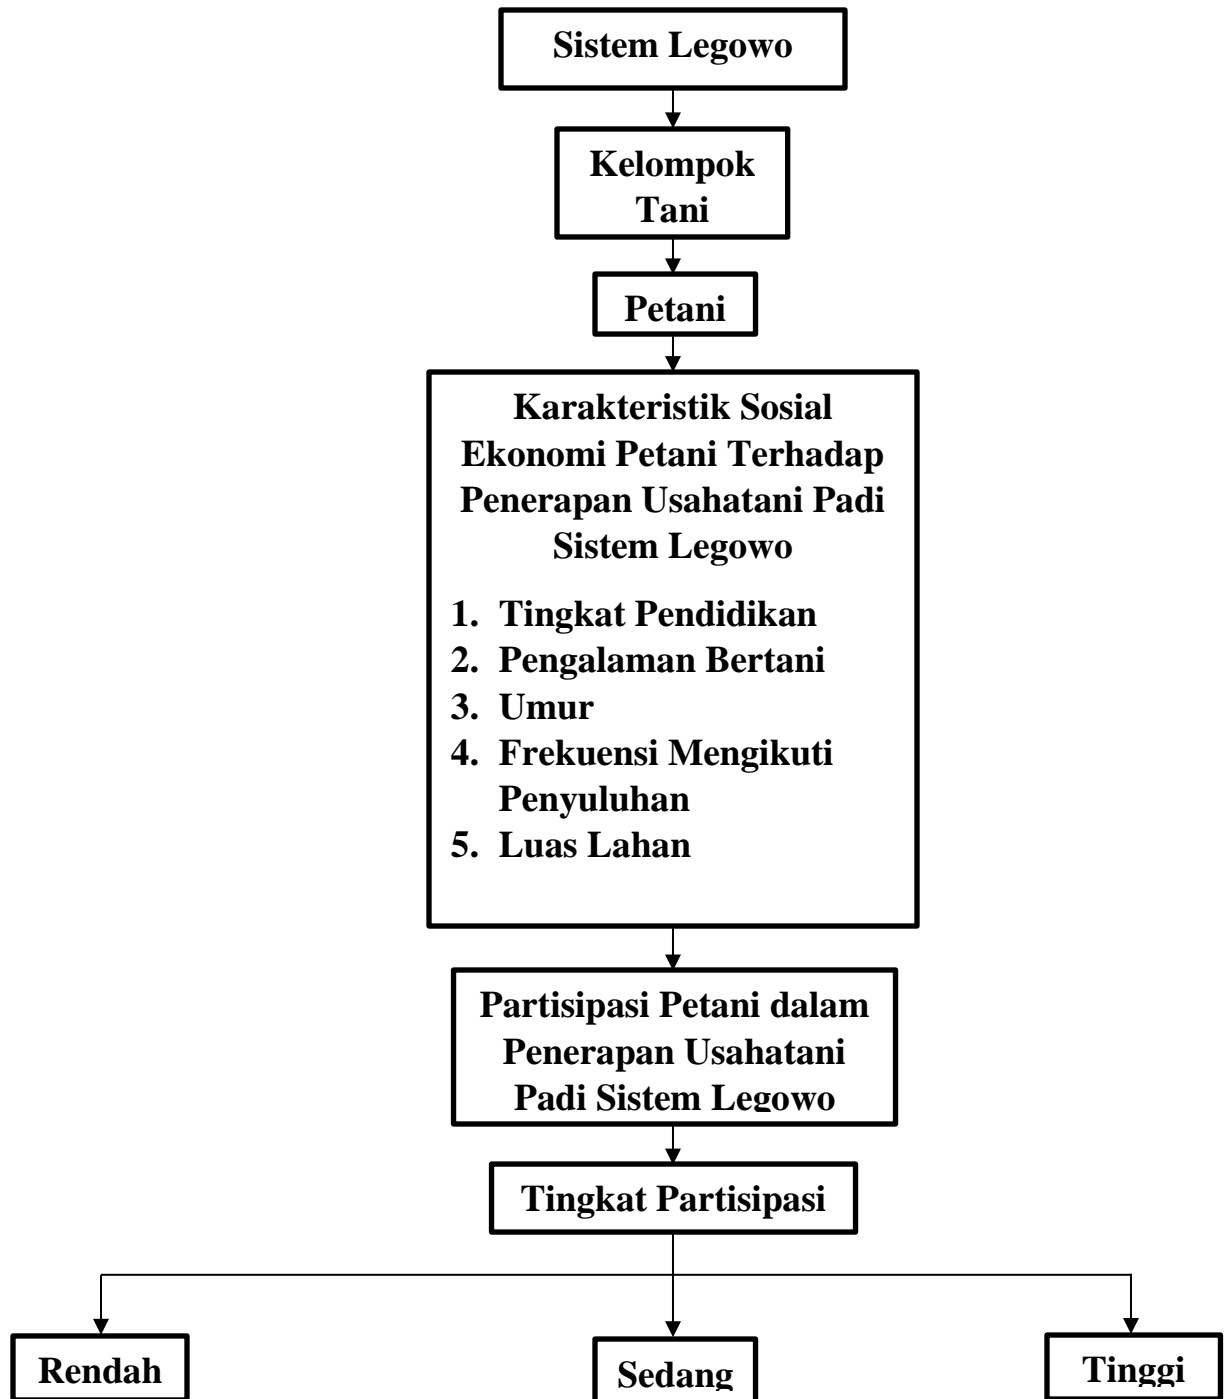 Sistem Legowo
Kelompok
Tani
Petani
Karakteristik Sosial
Ekonomi Petani Terhadap
Penerapan Usahatani Padi
Sistem Legowo
1. Tingkat Pendidikan
2. Pengalaman Bertani
3. Umur
4. Frekuensi Mengikuti
Penyuluhan
5. Luas Lahan
Partisipasi Petani dalam
Penerapan Usahatani
Padi Sistem Legowo
Tingkat Partisipasi
Rendah
Sedang
Tinggi